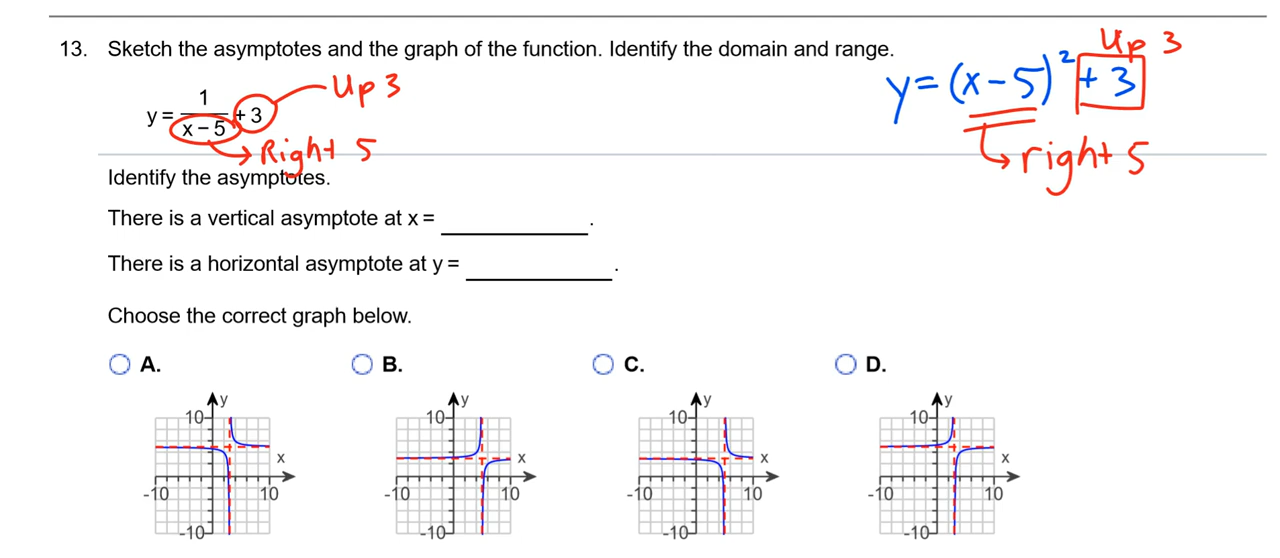 13. Sketch the asymptotes and the graph of the function. Identify the domain and range.
y = 1/(x − 5) + 3
Up 3
Right 5
y = (x − 5)² + 3
Up 3
right 5
Identify the asymptotes.
There is a vertical asymptote at x = ____________.
There is a horizontal asymptote at y = ____________.
Choose the correct graph below.
A. B. C. D.
y y y y
10 10 10 10
x x x x
-10 10 -10 10 -10 10 -10 10
-10 -10 -10 -10